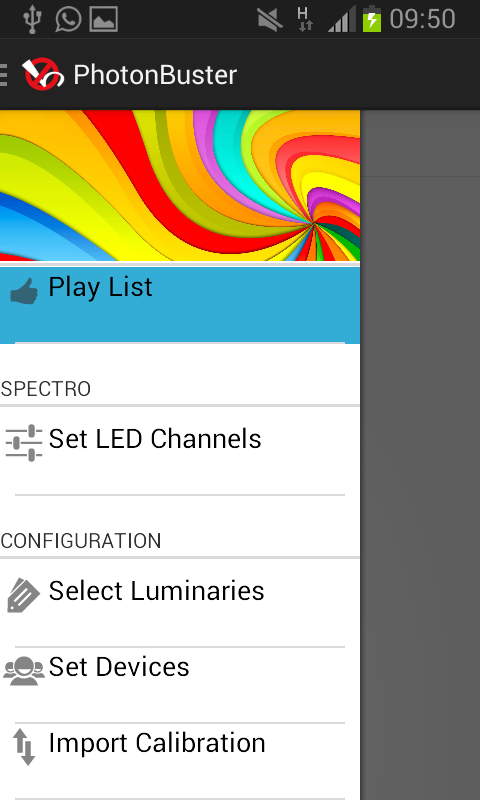 H 09:50
PhotonBuster
Play List
SPECTRO
Set LED Channels
CONFIGURATION
Select Luminaries
Set Devices
Import Calibration